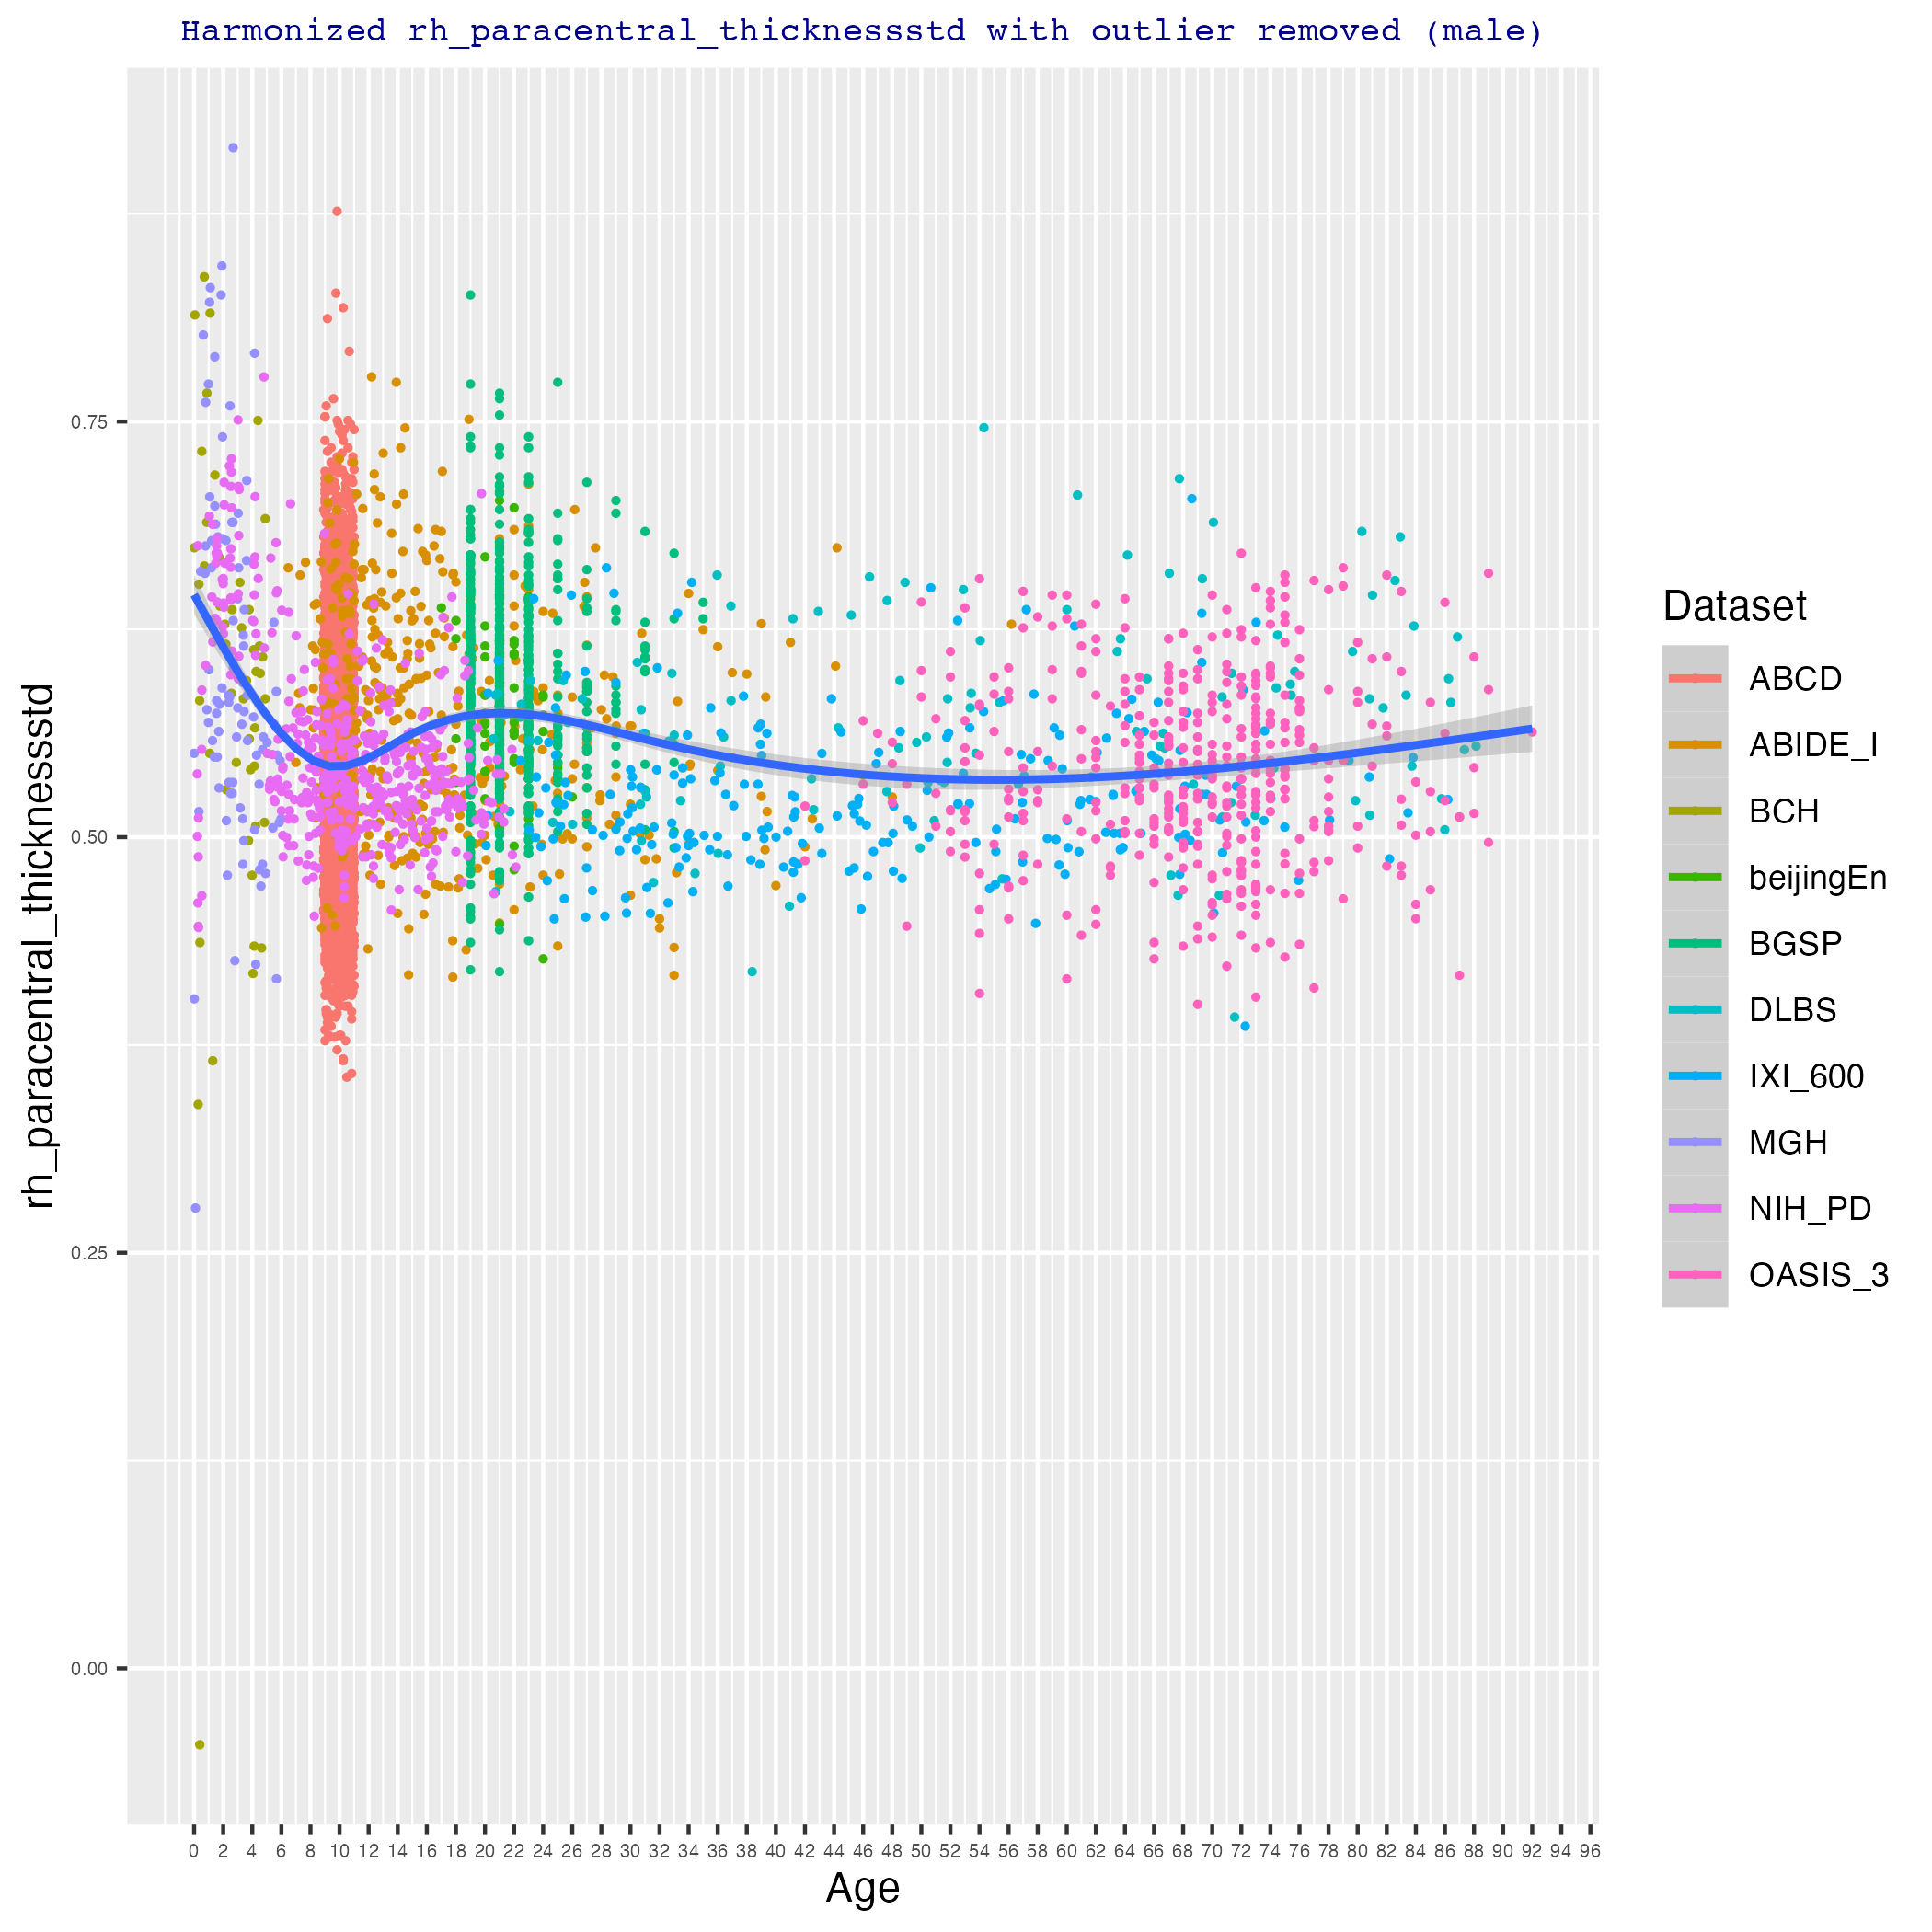 Harmonized rh_paracentral_thicknessstd with outlier removed (male)
rh_paracentral_thicknessstd
0.75
0.50
0.25
0.00
0 2 4 6 8 10 12 14 16 18 20 22 24 26 28 30 32 34 36 38 40 42 44 46 48 50 52 54 56 58 60 62 64 66 68 70 72 74 76 78 80 82 84 86 88 90 92 94 96
Age
Dataset
ABCD
ABIDE_I
BCH
beijingEn
BGSP
DLBS
IXI_600
MGH
NIH_PD
OASIS_3